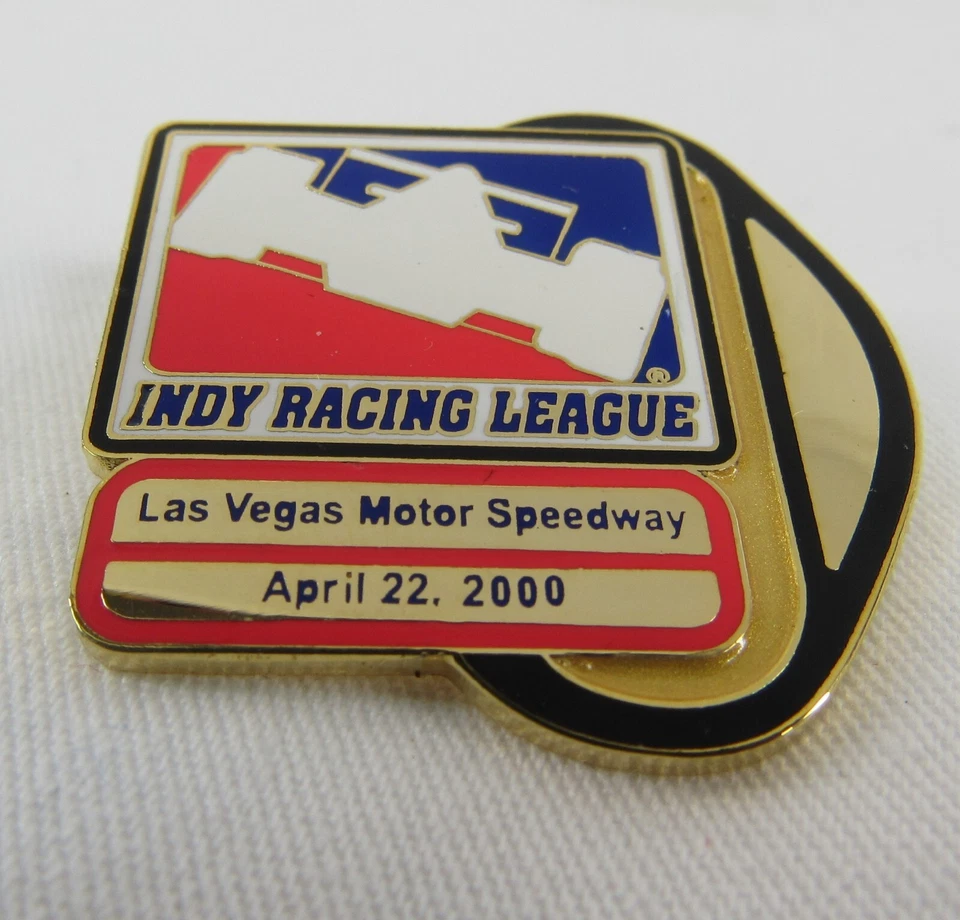 ®
INDY RACING LEAGUE
Las Vegas Motor Speedway
April 22, 2000